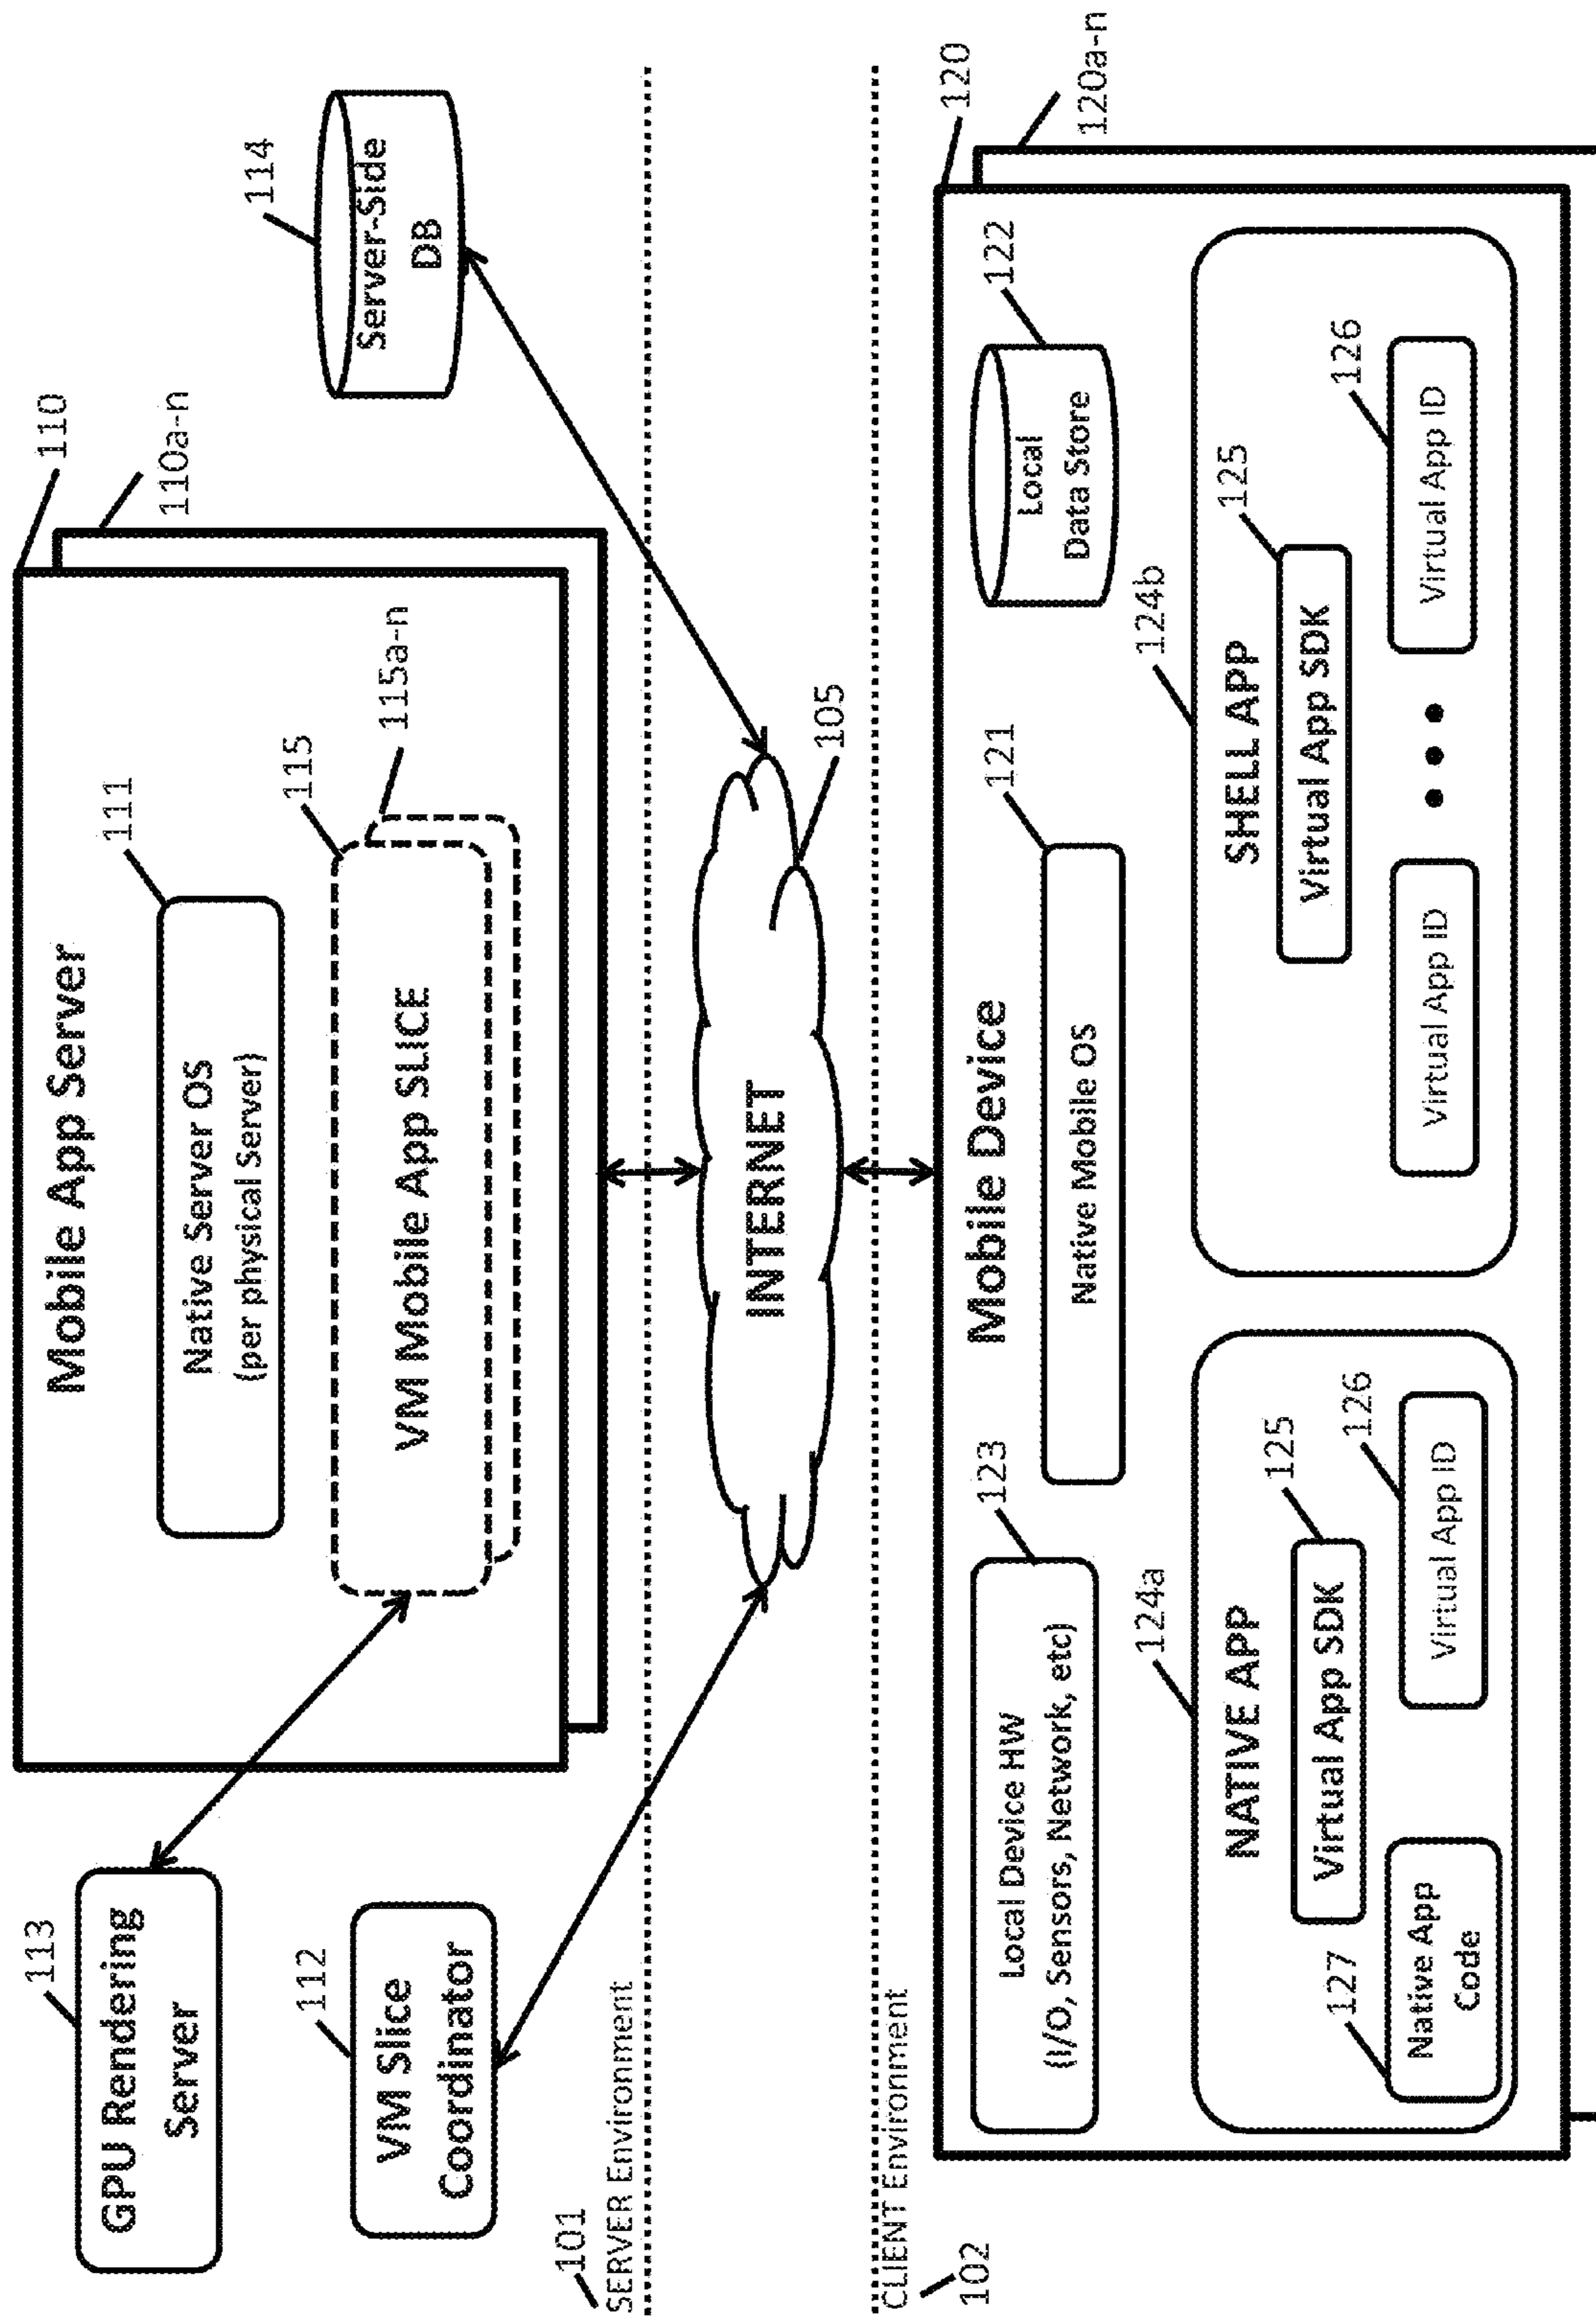 110
110a-n
Mobile App Server
113
GPU Rendering
Server
111
Native Server OS
(per physical Server)
114
Server-Side
DB
115
115a-n
VM Mobile App SLICE
112
VM Slice
Coordinator
101
SERVER Environment
INTERNET
105
CLIENT Environment
102
120
120a-n
Mobile Device
123
Local Device HW
(I/O, Sensors, Network, etc)
121
Native Mobile OS
122
Local
Data Store
124a
NATIVE APP
125
Virtual App SDK
127
Native App
Code
126
Virtual App ID
124b
SHELL APP
125
Virtual App SDK
Virtual App ID
• • •
126
Virtual App ID